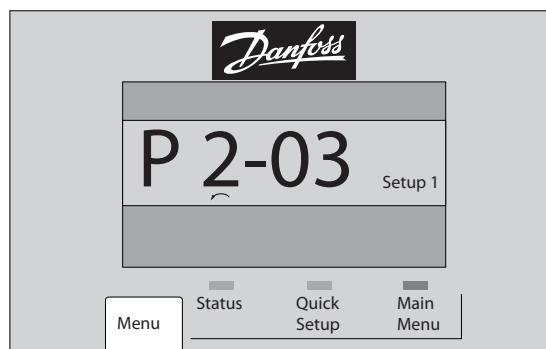 Danfoss
P 2-03 Setup 1
Menu
Status
Quick
Setup
Main
Menu